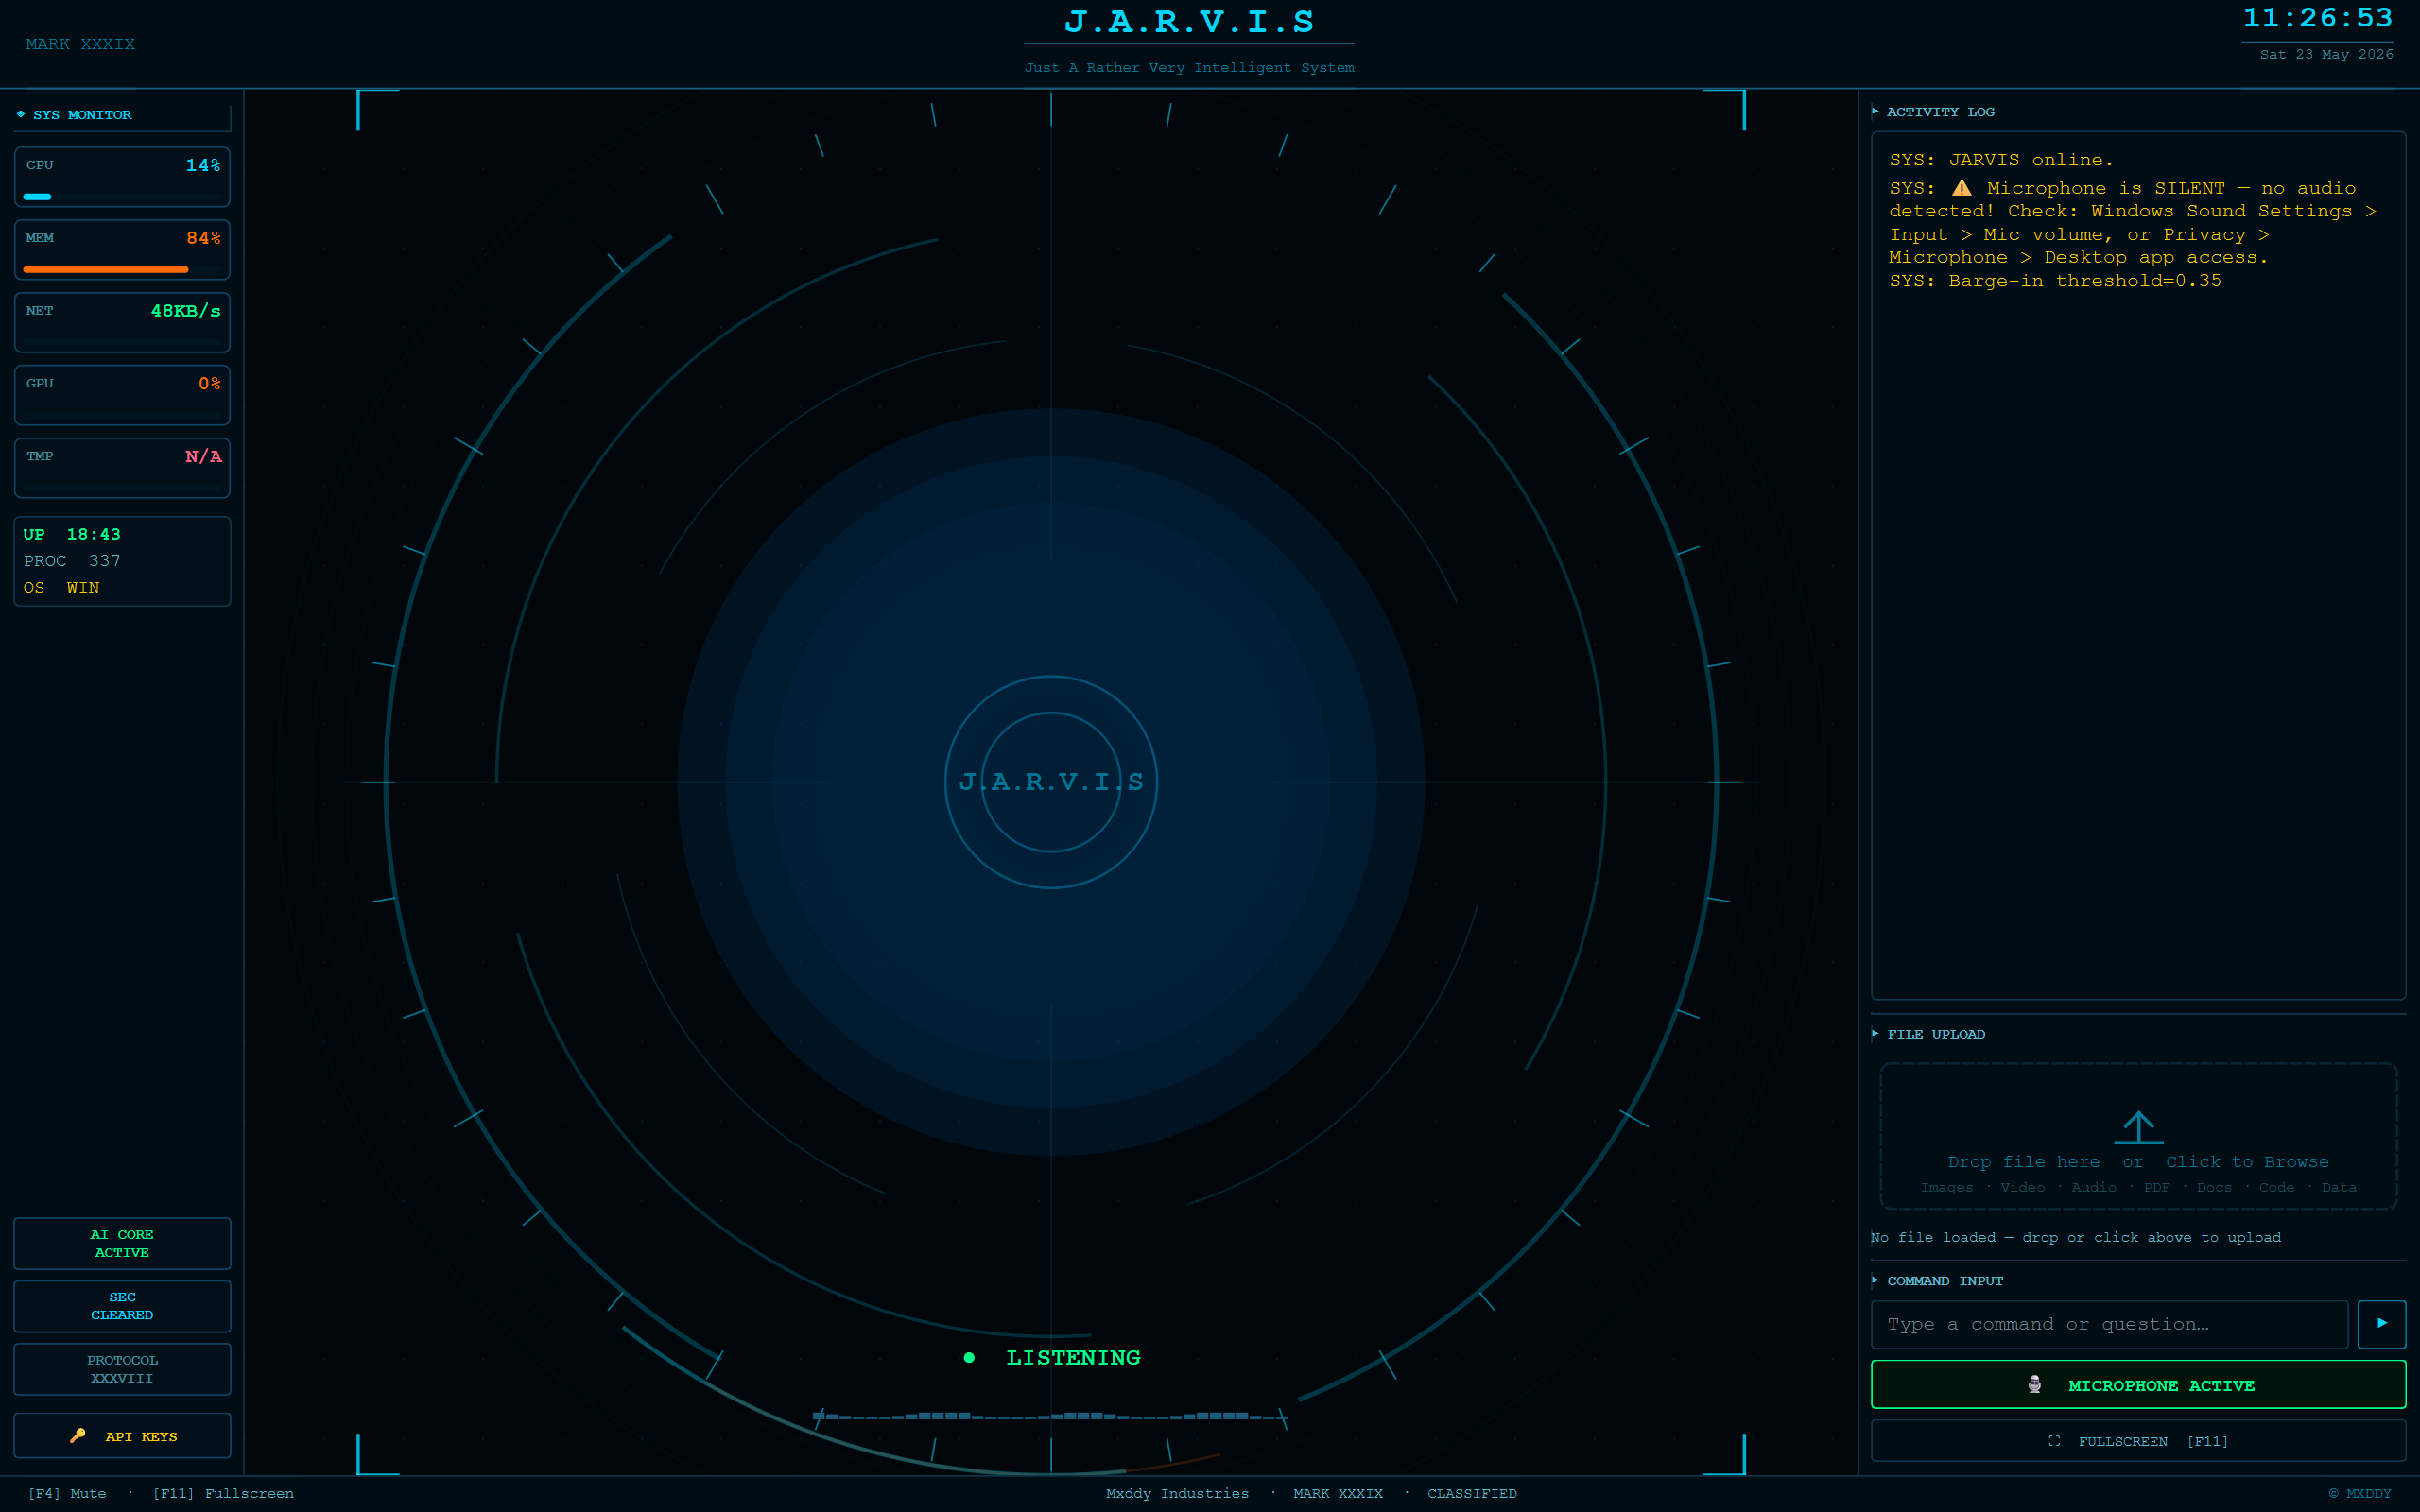 MARK XXXIX
J.A.R.V.I.S
Just A Rather Very Intelligent System
11:26:53
Sat 23 May 2026
◈ SYS MONITOR
CPU 14%
MEM 84%
NET 48KB/s
GPU 0%
TMP N/A
UP 18:43
PROC 337
OS WIN
AI CORE
ACTIVE
SEC
CLEARED
PROTOCOL
XXXVIII
🔑 API KEYS
J.A.R.V.I.S
● LISTENING
▸ ACTIVITY LOG
SYS: JARVIS online.
SYS: ⚠️ Microphone is SILENT — no audio
detected! Check: Windows Sound Settings >
Input > Mic volume, or Privacy >
Microphone > Desktop app access.
SYS: Barge-in threshold=0.35
▸ FILE UPLOAD
Drop file here or Click to Browse
Images · Video · Audio · PDF · Docs · Code · Data
No file loaded — drop or click above to upload
▸ COMMAND INPUT
Type a command or question…
▸
🎙 MICROPHONE ACTIVE
⛶ FULLSCREEN [F11]
[F4] Mute · [F11] Fullscreen
Mxddy Industries · MARK XXXIX · CLASSIFIED
© MXDDY